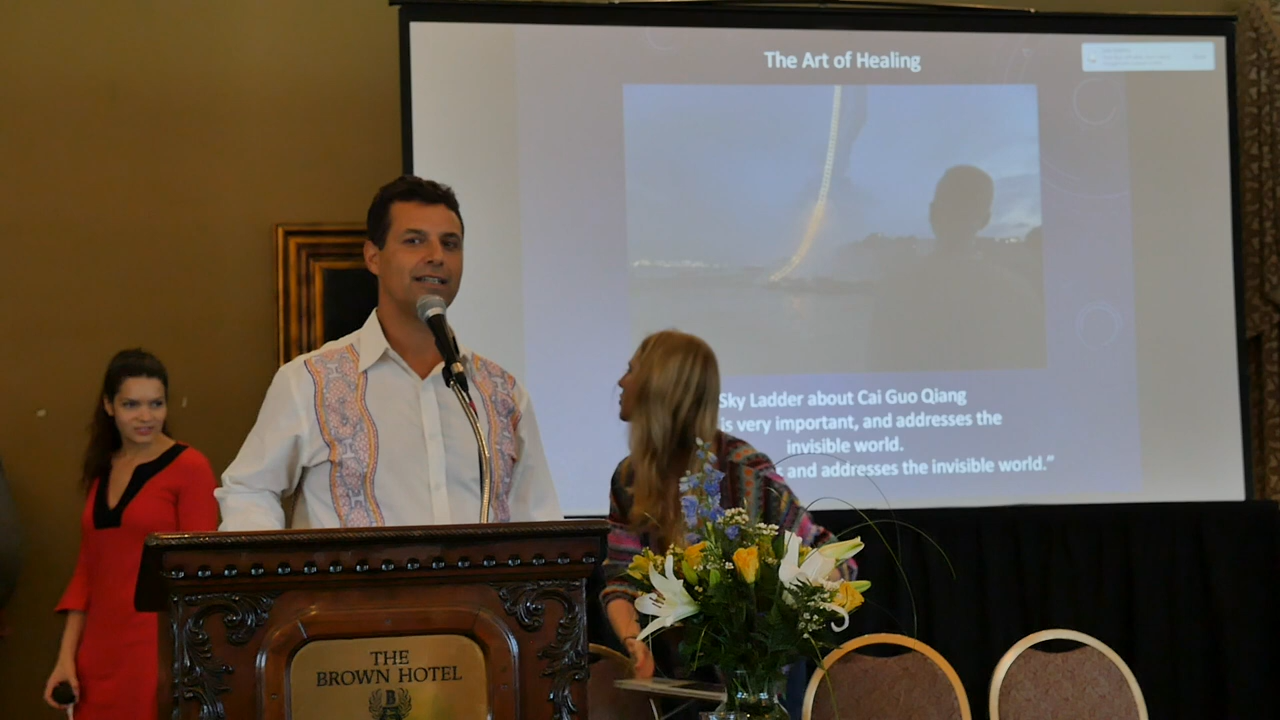 The Art of Healing
Sky Ladder about Cai Guo Qiang
is very important, and addresses the
invisible world.
and addresses the invisible world.”
THE
BROWN HOTEL
B